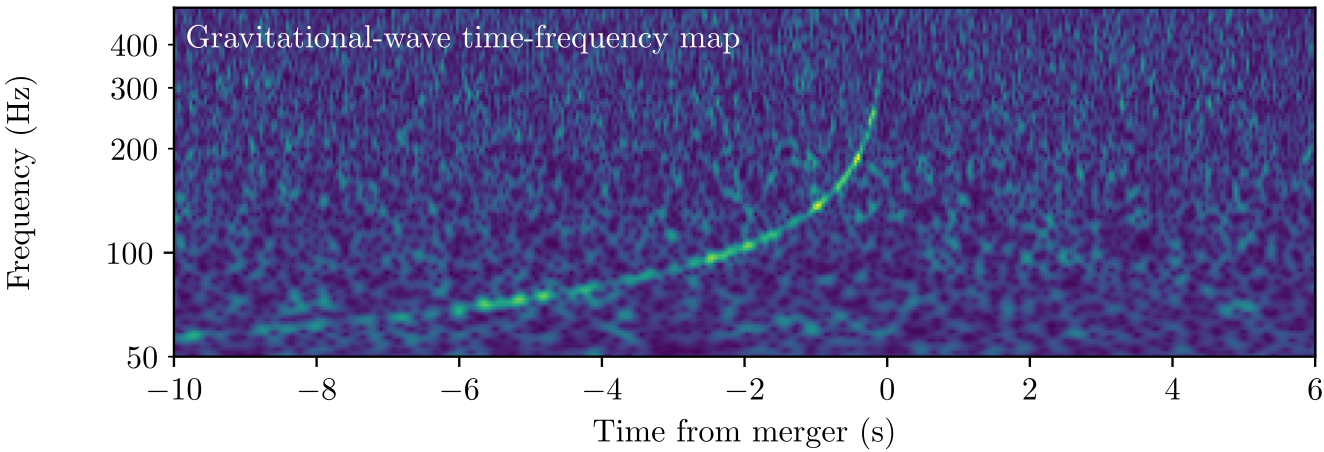 Gravitational-wave time-frequency map
Frequency (Hz)
400
300
200
100
50
−10 −8 −6 −4 −2 0 2 4 6
Time from merger (s)